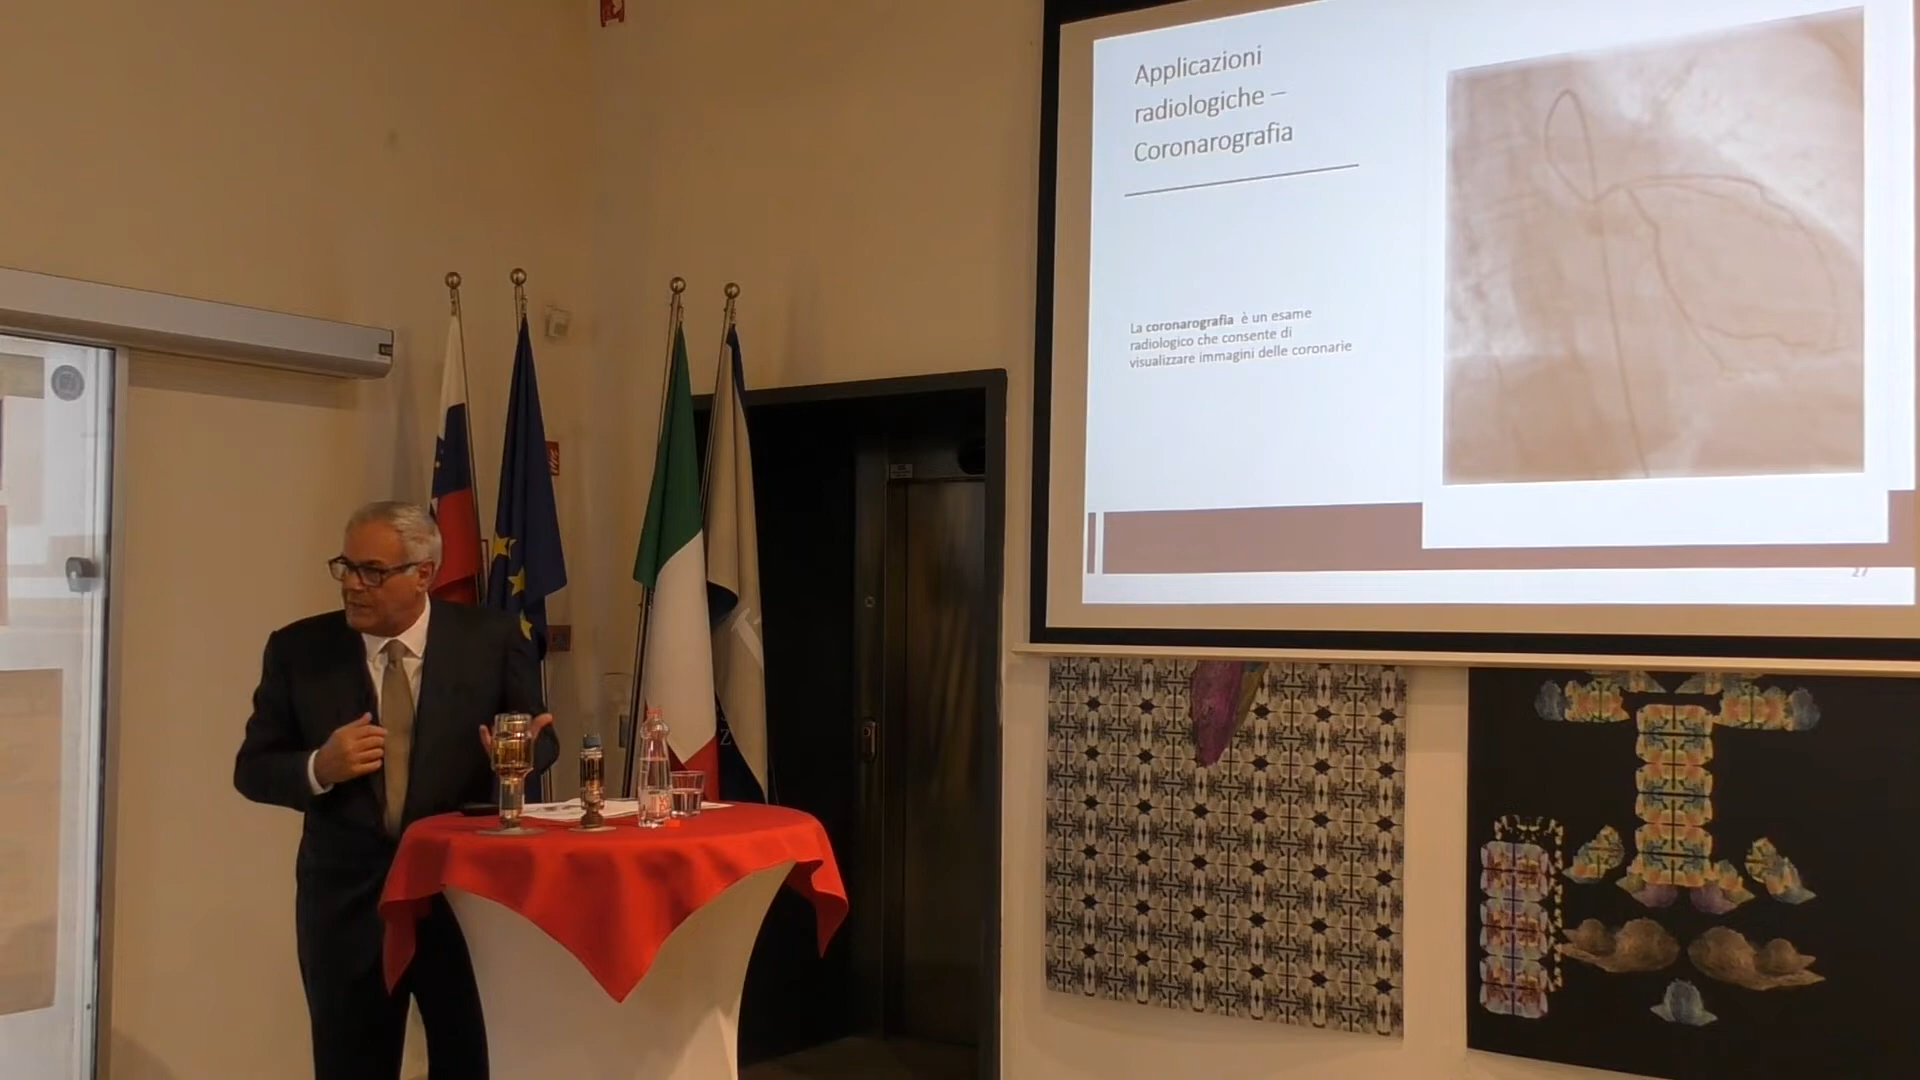 Applicazioni
radiologiche –
Coronarografia
La coronarografia è un esame
radiologico che consente di
visualizzare immagini delle coronarie
27